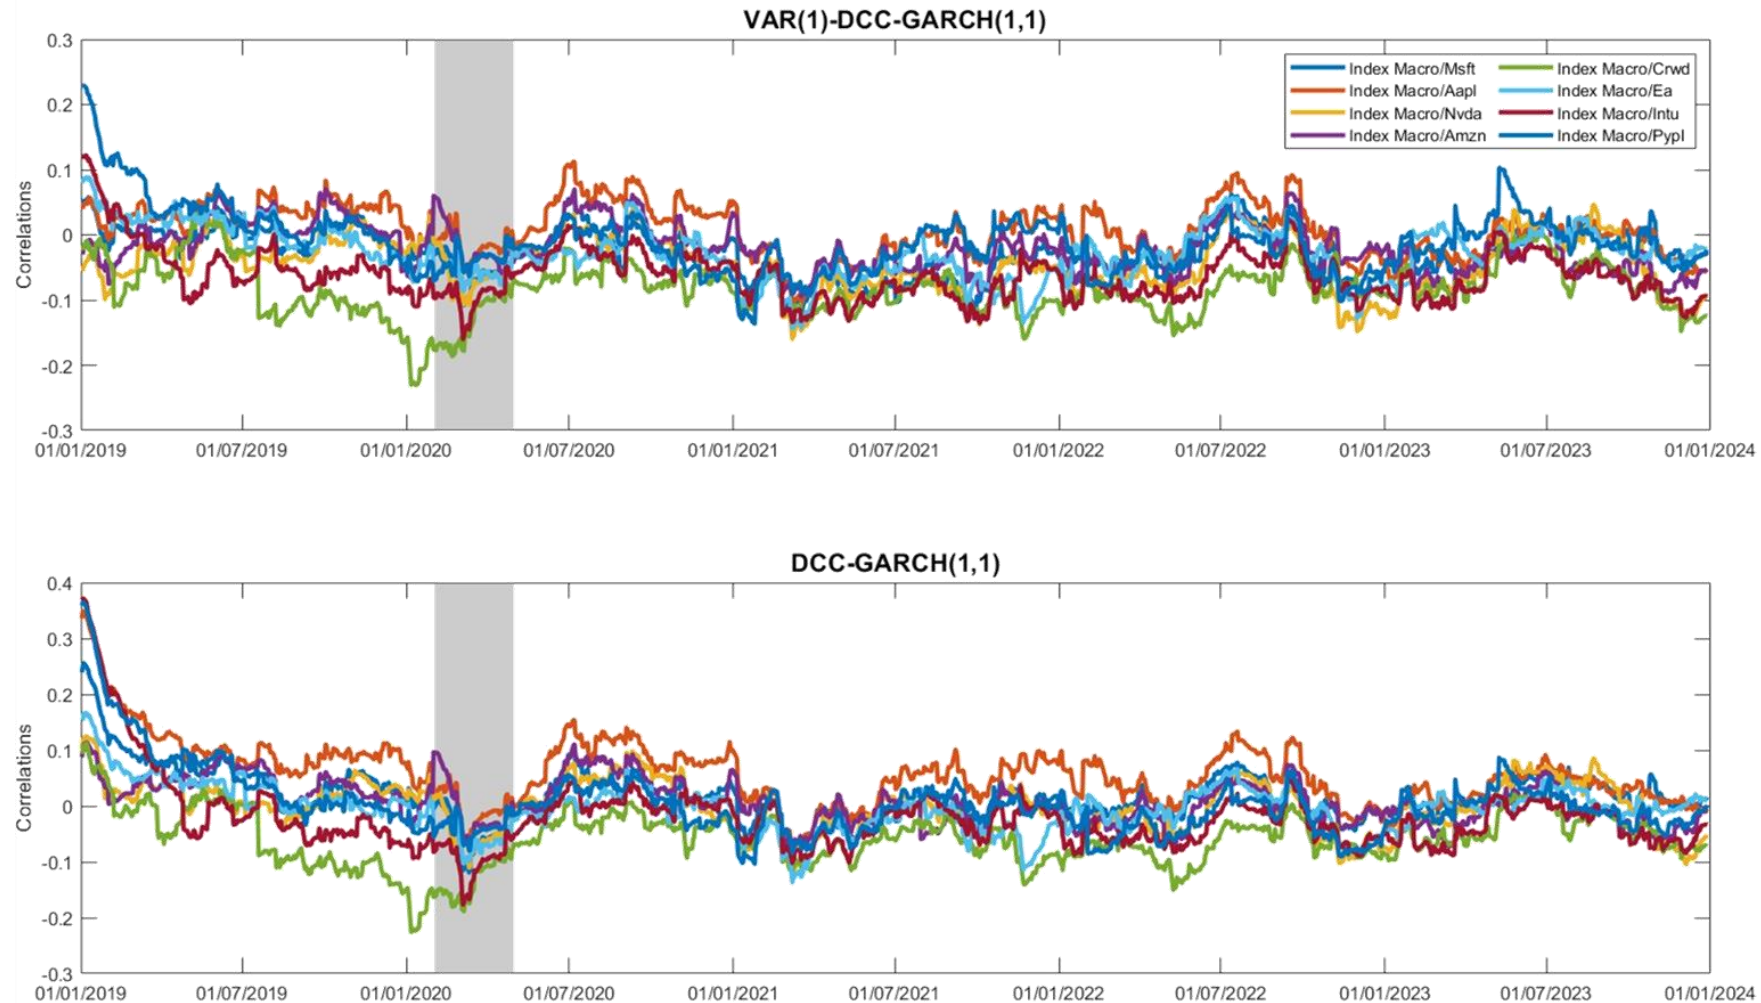 VAR(1)-DCC-GARCH(1,1)
0.3
0.2
0.1
0
-0.1
-0.2
-0.3
Correlations
Index Macro/Msft
Index Macro/Aapl
Index Macro/Nvda
Index Macro/Amzn
Index Macro/Crwd
Index Macro/Ea
Index Macro/Intu
Index Macro/Pypl
01/01/2019 01/07/2019 01/01/2020 01/07/2020 01/01/2021 01/07/2021 01/01/2022 01/07/2022 01/01/2023 01/07/2023 01/01/2024
DCC-GARCH(1,1)
0.4
0.3
0.2
0.1
0
-0.1
-0.2
-0.3
Correlations
01/01/2019 01/07/2019 01/01/2020 01/07/2020 01/01/2021 01/07/2021 01/01/2022 01/07/2022 01/01/2023 01/07/2023 01/01/2024